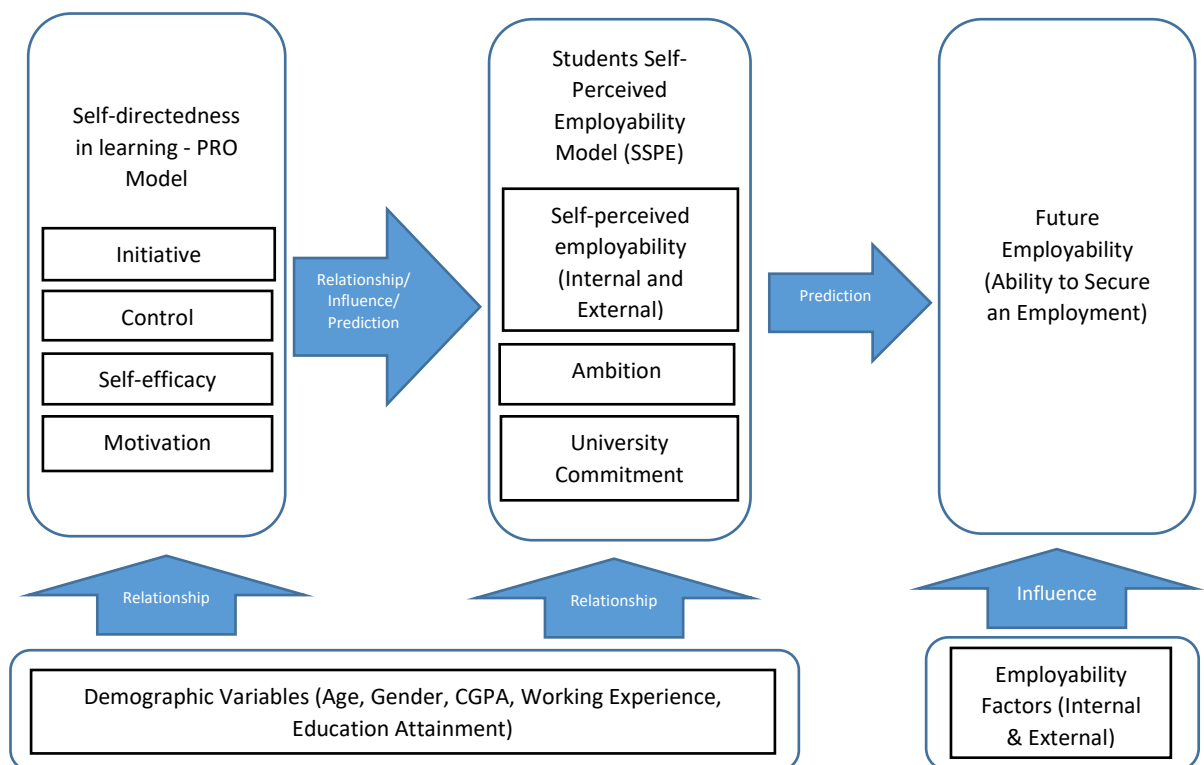 Self-directedness
in learning - PRO
Model
Initiative
Control
Self-efficacy
Motivation
Relationship/
Influence/
Prediction
Students Self-
Perceived
Employability
Model (SSPE)
Self-perceived
employability
(Internal and
External)
Ambition
University
Commitment
Prediction
Future
Employability
(Ability to Secure
an Employment)
Relationship
Relationship
Influence
Demographic Variables (Age, Gender, CGPA, Working Experience,
Education Attainment)
Employability
Factors (Internal
& External)